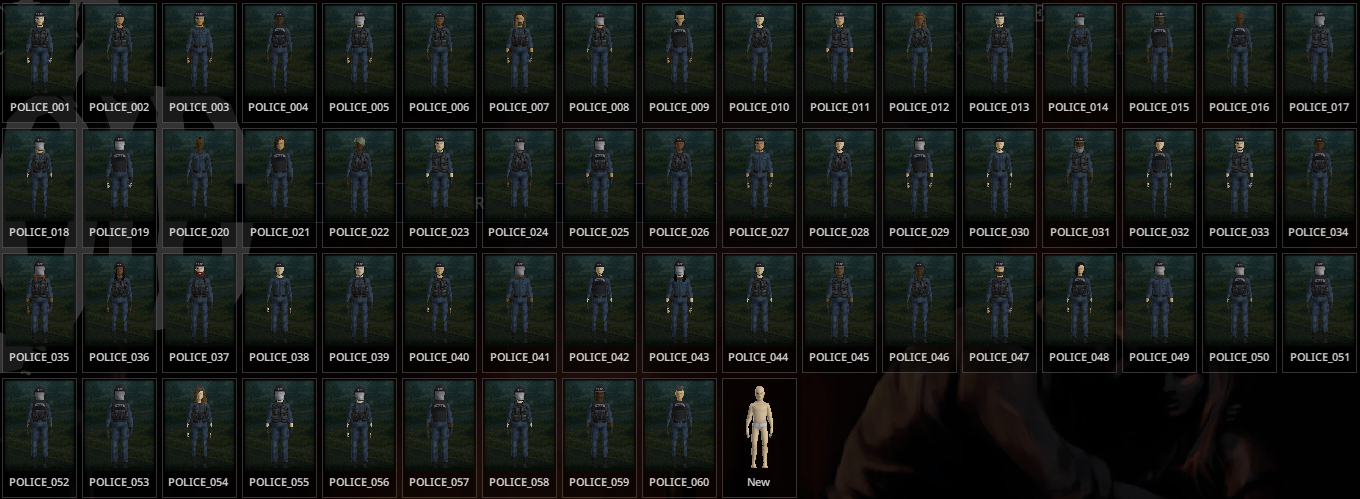 POLICE_001 POLICE_002 POLICE_003 POLICE_004 POLICE_005 POLICE_006 POLICE_007 POLICE_008 POLICE_009 POLICE_010 POLICE_011 POLICE_012 POLICE_013 POLICE_014 POLICE_015 POLICE_016 POLICE_017
POLICE_018 POLICE_019 POLICE_020 POLICE_021 POLICE_022 POLICE_023 POLICE_024 POLICE_025 POLICE_026 POLICE_027 POLICE_028 POLICE_029 POLICE_030 POLICE_031 POLICE_032 POLICE_033 POLICE_034
POLICE_035 POLICE_036 POLICE_037 POLICE_038 POLICE_039 POLICE_040 POLICE_041 POLICE_042 POLICE_043 POLICE_044 POLICE_045 POLICE_046 POLICE_047 POLICE_048 POLICE_049 POLICE_050 POLICE_051
POLICE_052 POLICE_053 POLICE_054 POLICE_055 POLICE_056 POLICE_057 POLICE_058 POLICE_059 POLICE_060 New